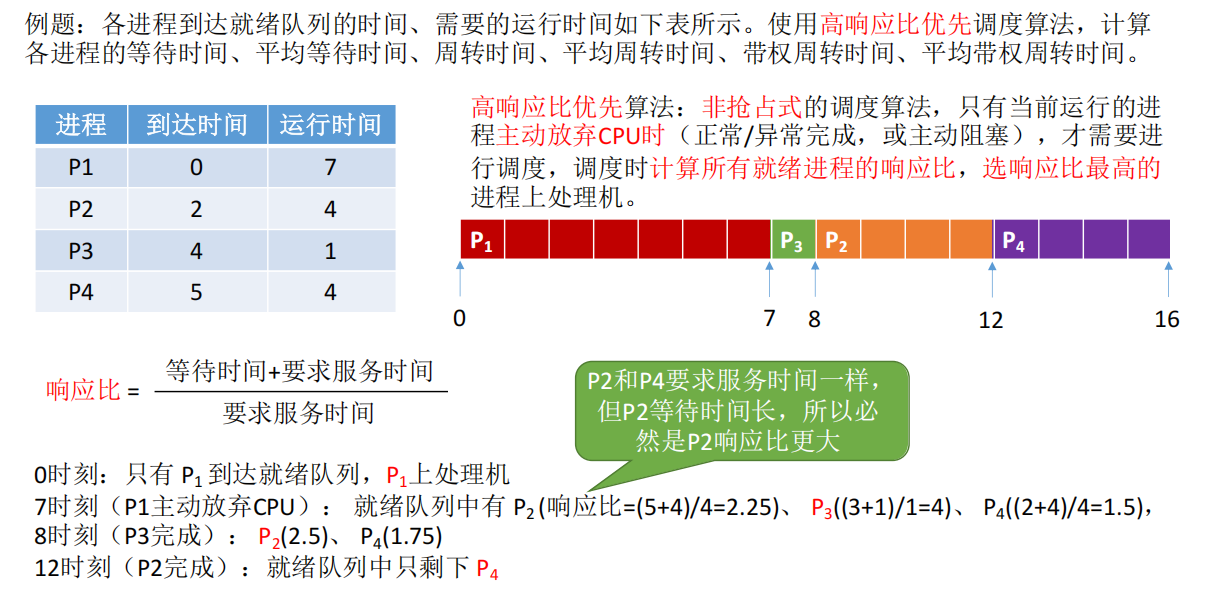 例题：各进程到达就绪队列的时间、需要的运行时间如下表所示。使用高响应比优先调度算法，计算
各进程的等待时间、平均等待时间、周转时间、平均周转时间、带权周转时间、平均带权周转时间。
进程 到达时间 运行时间
P1 0 7
P2 2 4
P3 4 1
P4 5 4
高响应比优先算法：非抢占式的调度算法，只有当前运行的进
程主动放弃CPU时（正常/异常完成，或主动阻塞），才需要进
行调度，调度时计算所有就绪进程的响应比，选响应比最高的
进程上处理机。
P1 P3 P2 P4
0 7 8 12 16
响应比 =
等待时间+要求服务时间
要求服务时间
P2和P4要求服务时间一样，
但P2等待时间长，所以必
然是P2响应比更大
0时刻：只有 P1 到达就绪队列，P1上处理机
7时刻（P1主动放弃CPU）： 就绪队列中有 P2 (响应比=(5+4)/4=2.25)、 P3((3+1)/1=4)、 P4((2+4)/4=1.5)，
8时刻（P3完成）： P2(2.5)、 P4(1.75)
12时刻（P2完成）：就绪队列中只剩下 P4